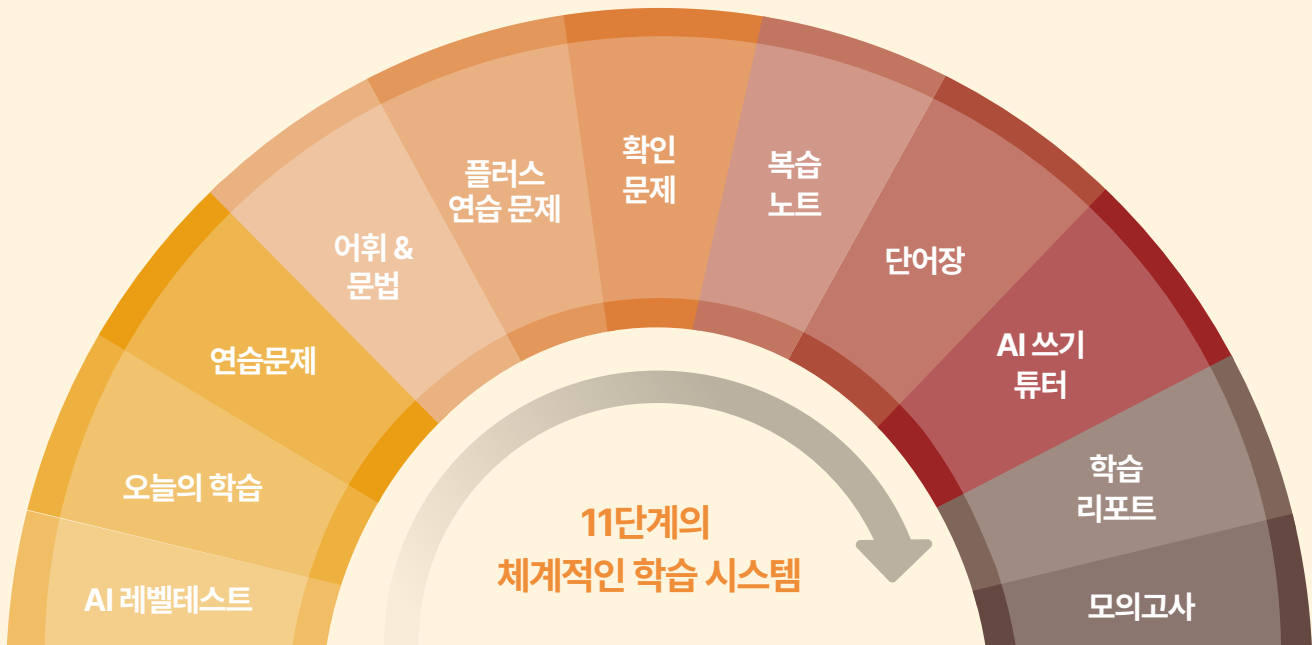 AI 레벨테스트
오늘의 학습
연습문제
어휘 &
문법
플러스
연습 문제
확인
문제
복습
노트
단어장
AI 쓰기
튜터
학습
리포트
모의고사
11단계의
체계적인 학습 시스템